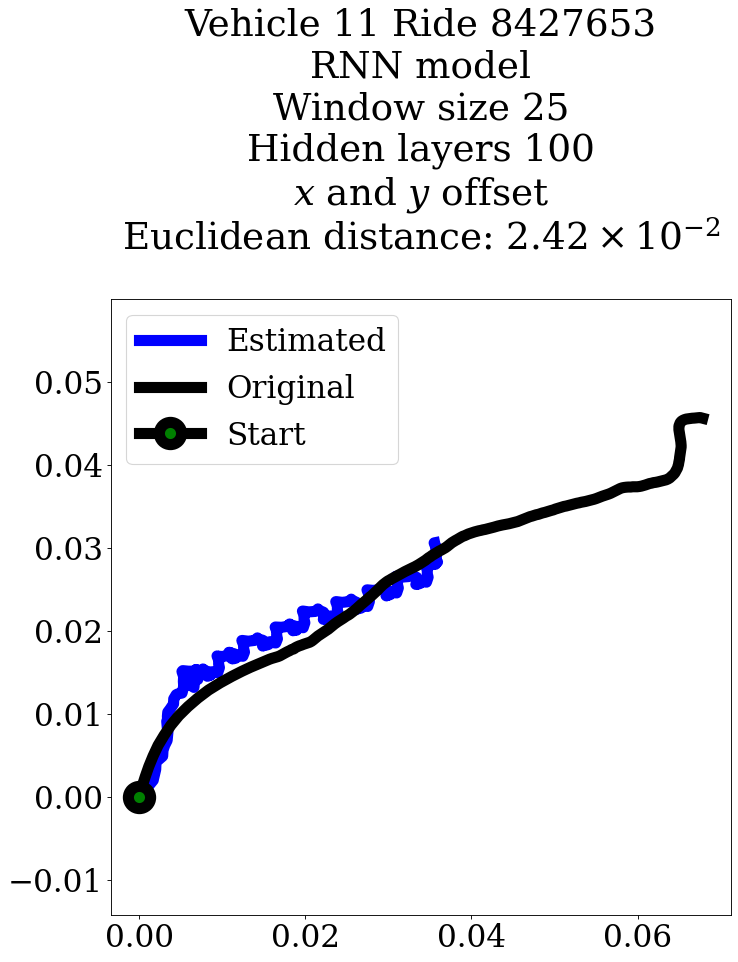 Vehicle 11 Ride 8427653
RNN model
Window size 25
Hidden layers 100
x and y offset
Euclidean distance: 2.42 × 10⁻²
Estimated
Original
Start
0.05
0.04
0.03
0.02
0.01
0.00
−0.01
0.00 0.02 0.04 0.06